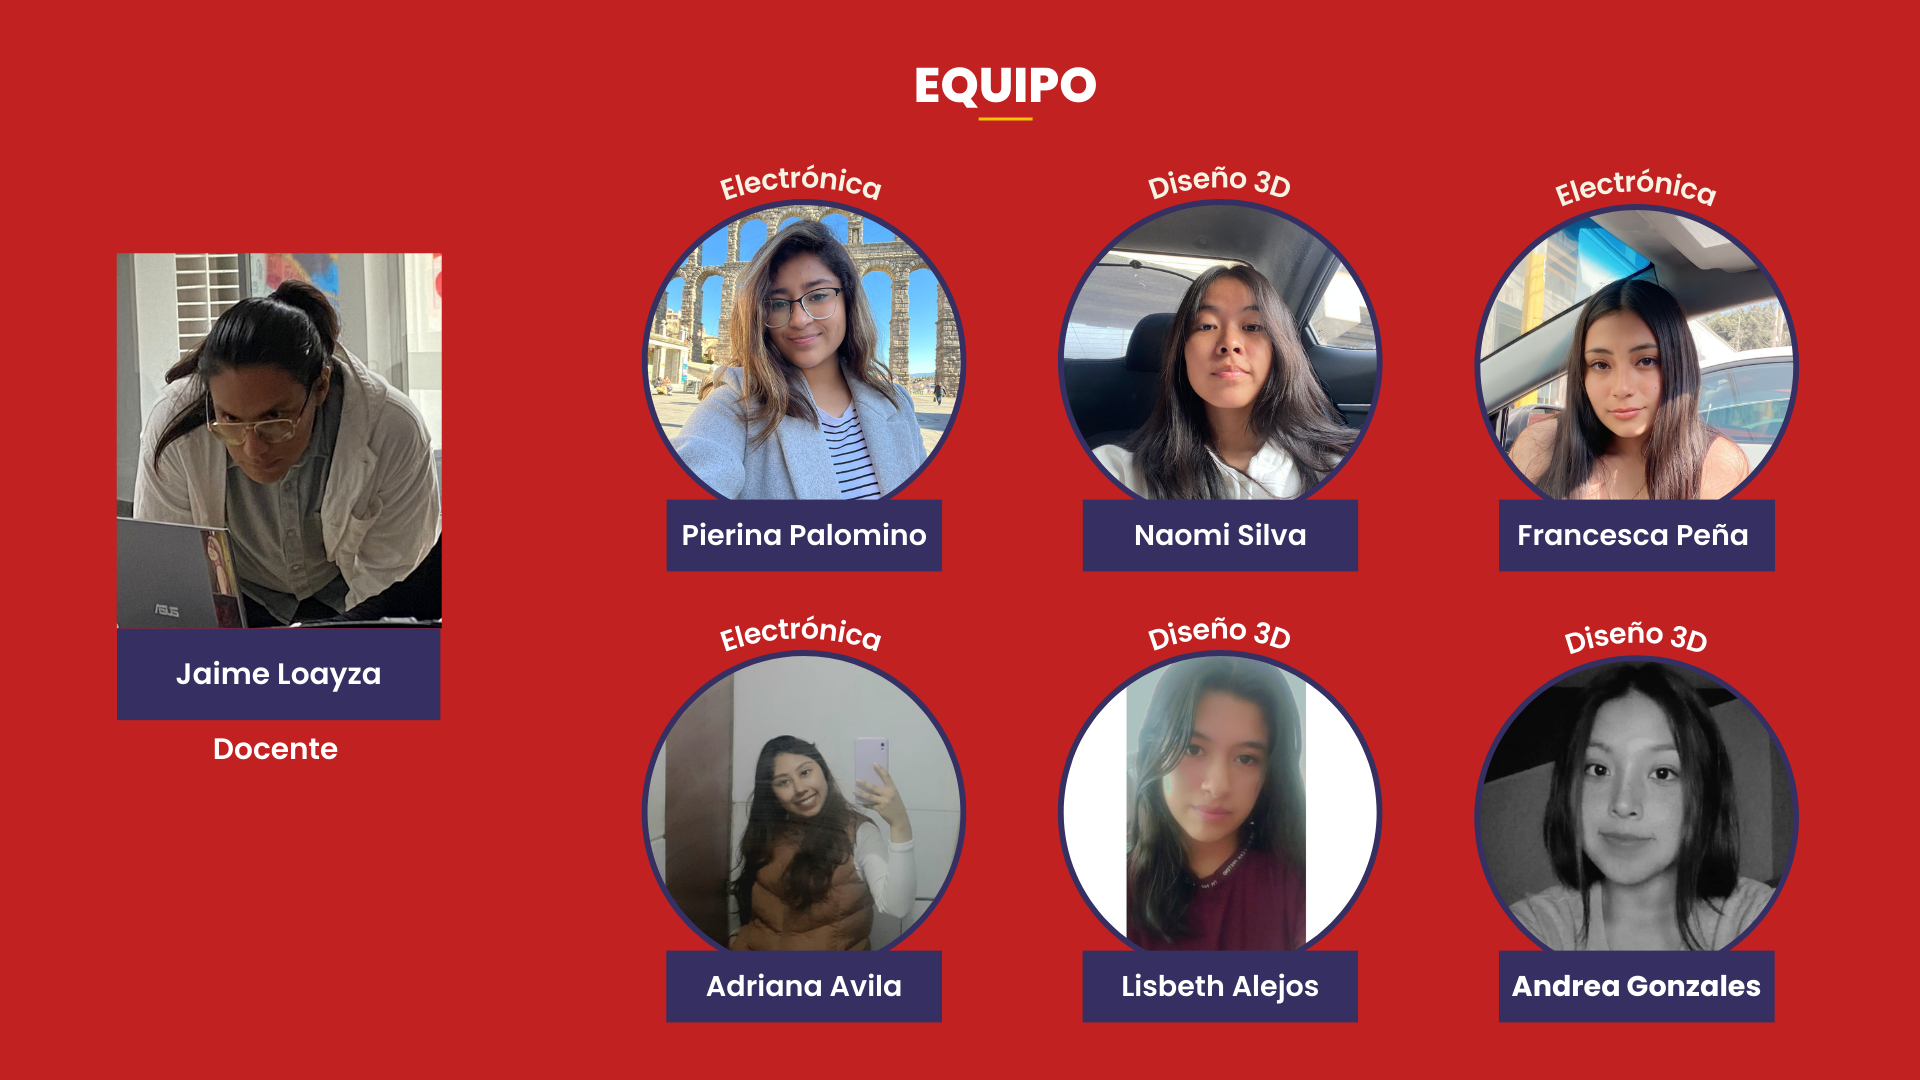 EQUIPO
Jaime Loayza
Docente
ASUS
Electrónica
Pierina Palomino
Diseño 3D
Naomi Silva
Electrónica
Francesca Peña
Electrónica
Adriana Avila
Diseño 3D
Lisbeth Alejos
Diseño 3D
Andrea Gonzales